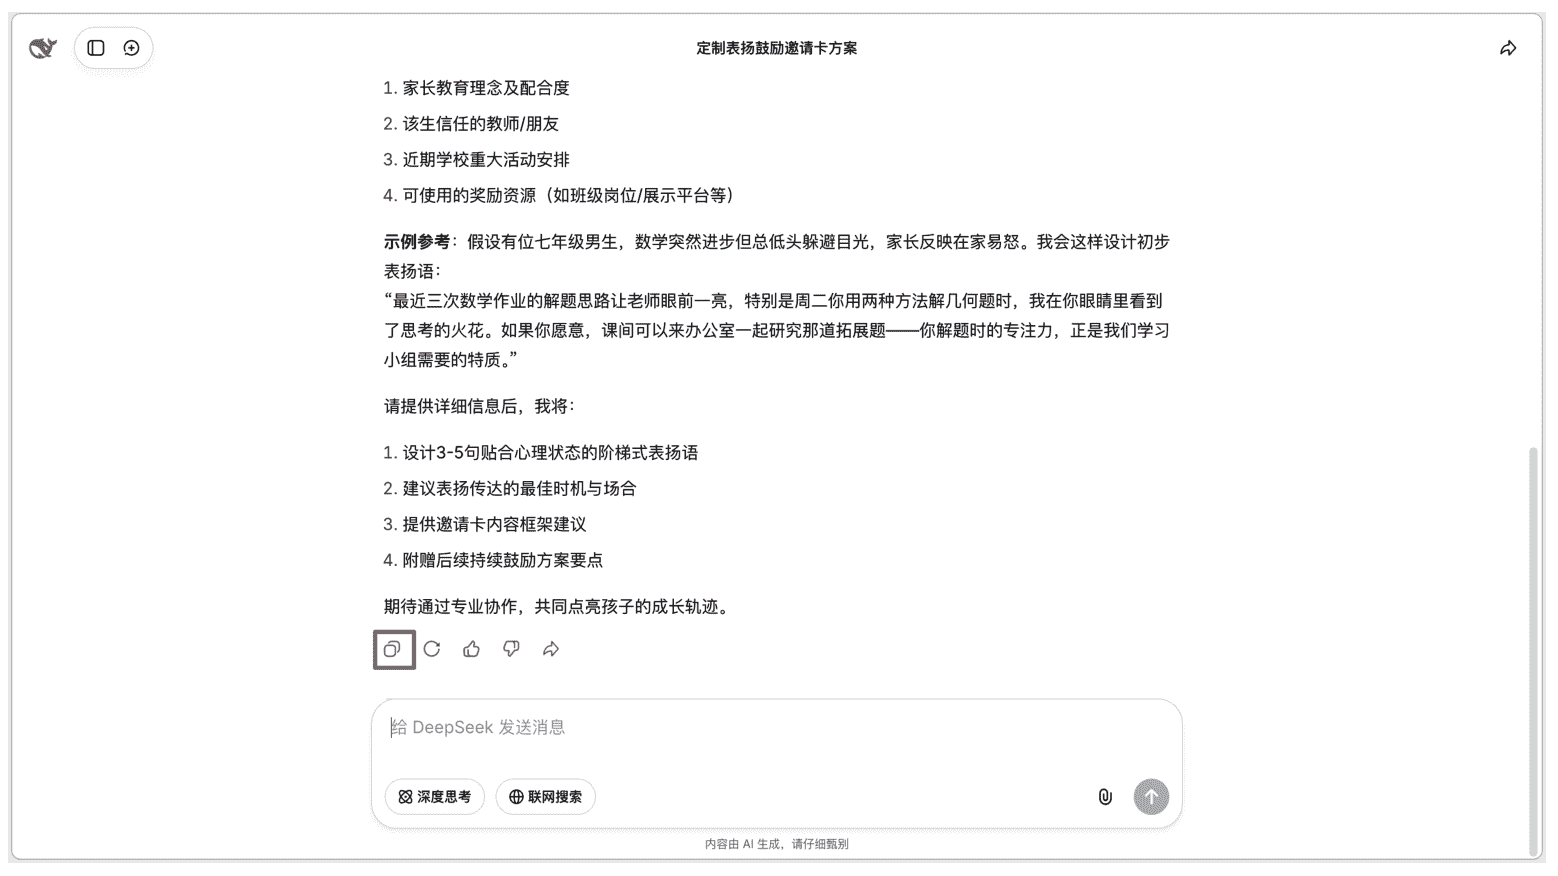 定制表扬鼓励邀请卡方案
1. 家长教育理念及配合度
2. 该生信任的教师/朋友
3. 近期学校重大活动安排
4. 可使用的奖励资源（如班级岗位/展示平台等）
示例参考：假设有位七年级男生，数学突然进步但总低头躲避目光，家长反映在家易怒。我会这样设计初步
表扬语：
“最近三次数学作业的解题思路让老师眼前一亮，特别是周二你用两种方法解几何题时，我在你眼睛里看到
了思考的火花。如果你愿意，课间可以来办公室一起研究那道拓展题——你解题时的专注力，正是我们学习
小组需要的特质。”
请提供详细信息后，我将：
1. 设计3-5句贴合心理状态的阶梯式表扬语
2. 建议表扬传达的最佳时机与场合
3. 提供邀请卡内容框架建议
4. 附赠后续持续鼓励方案要点
期待通过专业协作，共同点亮孩子的成长轨迹。
给 DeepSeek 发送消息
深度思考 联网搜索
内容由 AI 生成，请仔细甄别